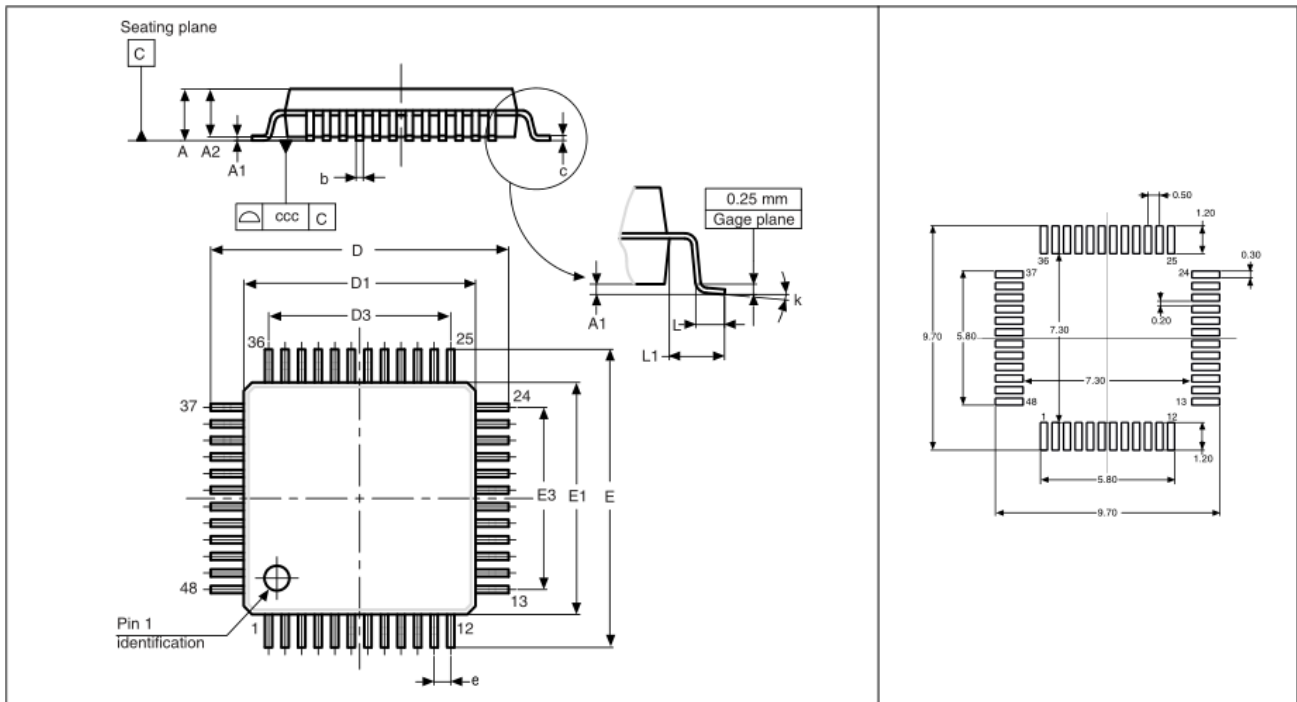 Seating plane
C
A
A2
A1
b
c
ccc
C
0.25 mm
Gage plane
k
A1
L
L1
D
D1
D3
36
25
37
24
E3
E1
E
48
13
Pin 1
identification
1
12
e
0.50
1.20
36
25
0.30
37
24
0.20
9.70
5.80
7.30
7.30
48
13
1
12
1.20
5.80
9.70